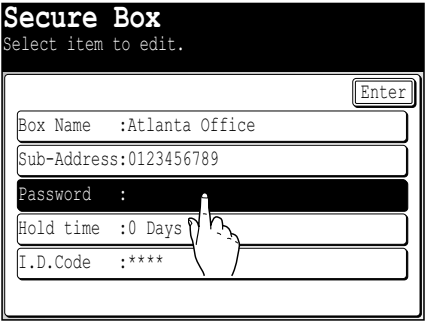 Secure Box
Select item to edit.
Enter
Box Name :Atlanta Office
Sub-Address:0123456789
Password :
Hold time :0 Days
I.D.Code :****